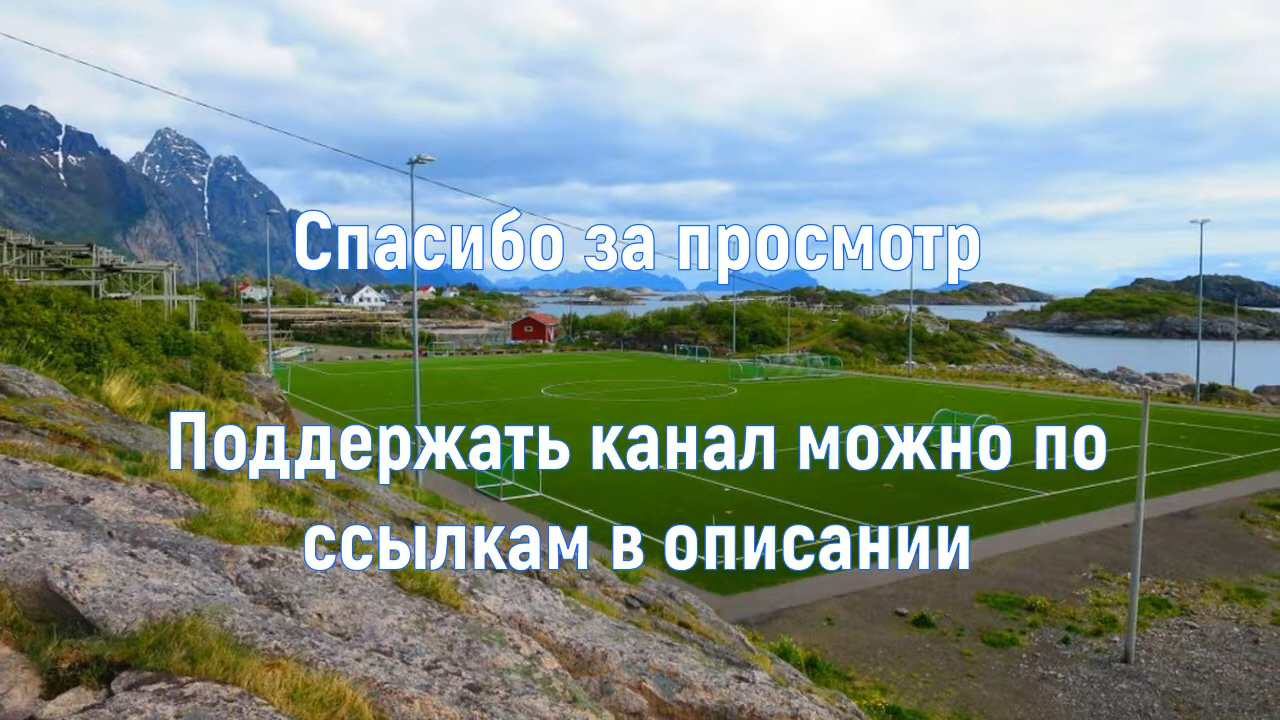 Спасибо за просмотр
Поддержать канал можно по
ссылкам в описании